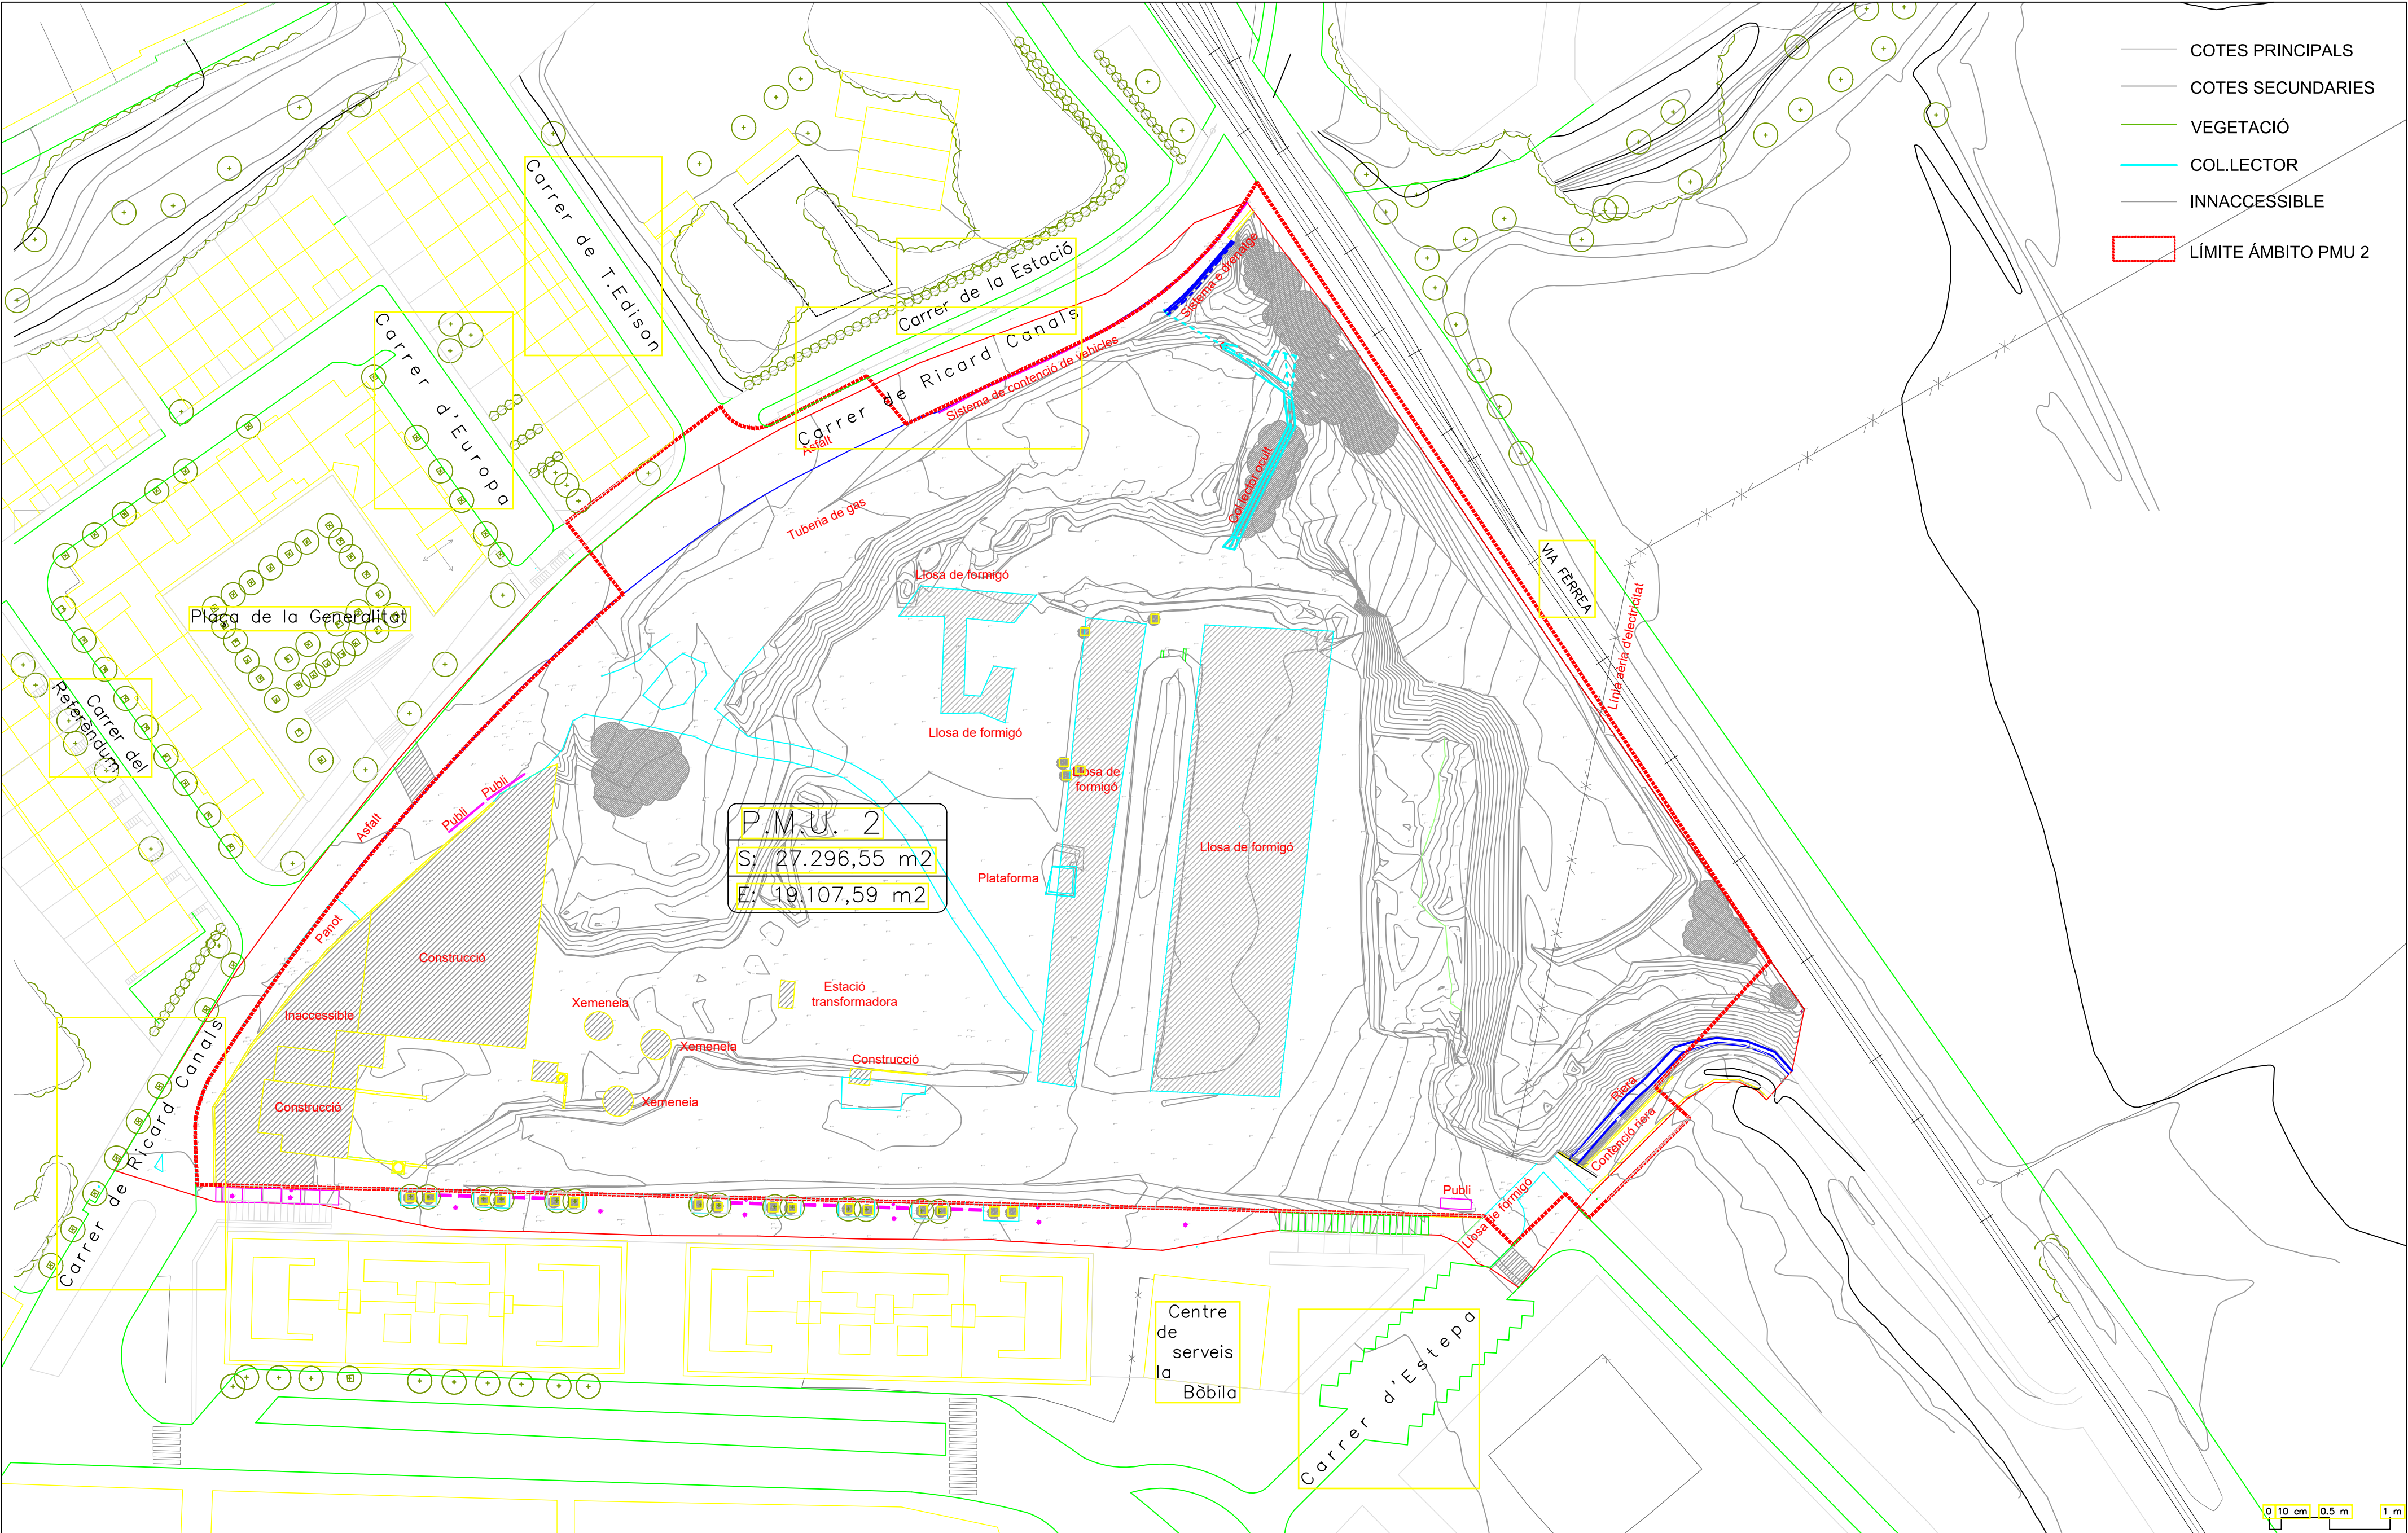 COTES PRINCIPALS
COTES SECUNDARIES
VEGETACIÓ
COL.LECTOR
INNACCESSIBLE
LÍMITE ÁMBITO PMU 2
Carrer de T.Edison
Carrer d'Europa
Carrer de la Estació
Carrer de Ricard Canals
Sistema e drenatge
Sistema de contenció de vehicles
Asfalt
Tuberia de gas
Col.lector ocult
VIA FÈRREA
Línia aèria d'electricitat
Plaça de la Generalitat
Carrer del
Referèndum
Llosa de formigó
Llosa de formigó
Llosa de
formigó
Llosa de formigó
Publi
Publi
Asfalt
Panot
P.M.U. 2
S: 27.296,55 m2
E: 19.107,59 m2
Plataforma
Construcció
Inaccessible
Xemeneia
Estació
transformadora
Xemeneia
Construcció
Xemeneia
Construcció
Carrer de Ricard Canals
Riera
Contenció riera
Publi
Llosa de formigó
Centre
de
serveis
la
Bòbila
Carrer d'Estepa
0 10 cm 0.5 m 1 m